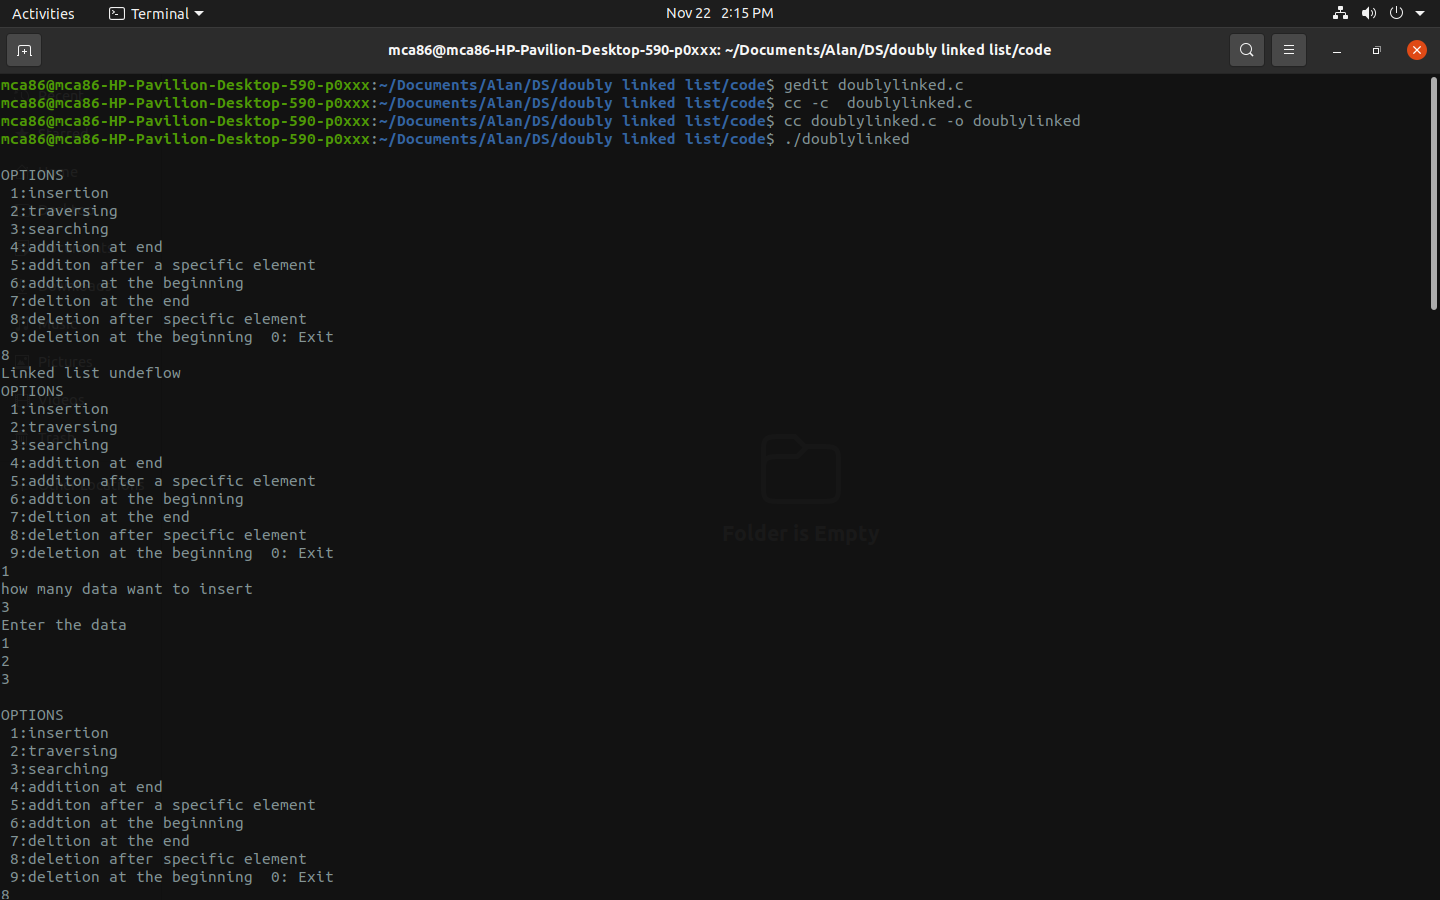 Activities Terminal Nov 22 2:15 PM
mca86@mca86-HP-Pavilion-Desktop-590-p0xxx: ~/Documents/Alan/DS/doubly linked list/code
mca86@mca86-HP-Pavilion-Desktop-590-p0xxx:~/Documents/Alan/DS/doubly linked list/code$ gedit doublylinked.c
mca86@mca86-HP-Pavilion-Desktop-590-p0xxx:~/Documents/Alan/DS/doubly linked list/code$ cc -c  doublylinked.c
mca86@mca86-HP-Pavilion-Desktop-590-p0xxx:~/Documents/Alan/DS/doubly linked list/code$ cc doublylinked.c -o doublylinked
mca86@mca86-HP-Pavilion-Desktop-590-p0xxx:~/Documents/Alan/DS/doubly linked list/code$ ./doublylinked
OPTIONS
1:insertion
2:traversing
3:searching
4:addition at end
5:additon after a specific element
6:addtion at the beginning
7:deltion at the end
8:deletion after specific element
9:deletion at the beginning  0: Exit
8
Pictures
Linked list undeflow
OPTIONS
1:insertion
2:traversing
3:searching
4:addition at end
5:additon after a specific element
6:addtion at the beginning
7:deltion at the end
Folder is Empty
8:deletion after specific element
9:deletion at the beginning  0: Exit
1
how many data want to insert
3
Enter the data
1
2
3
OPTIONS
1:insertion
2:traversing
3:searching
4:addition at end
5:additon after a specific element
6:addtion at the beginning
7:deltion at the end
8:deletion after specific element
9:deletion at the beginning  0: Exit
8